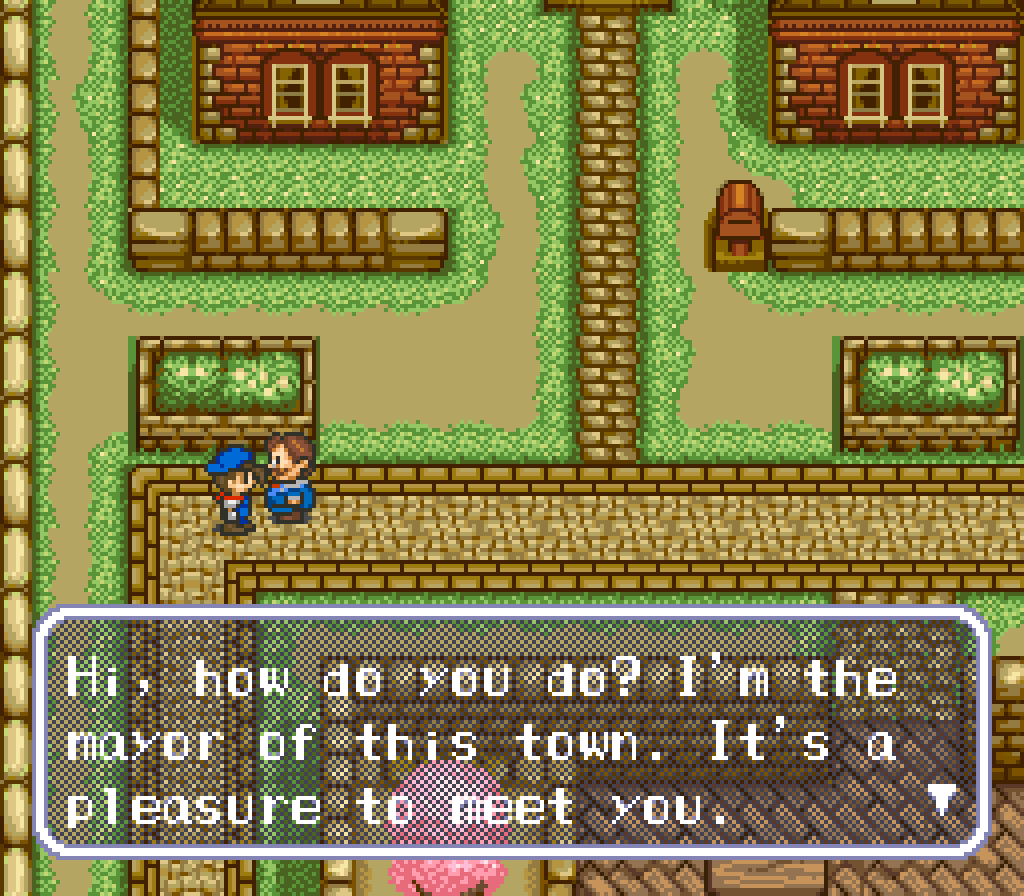 Hi, how do you do? I'm the
mayor of this town. It's a
pleasure to meet you.